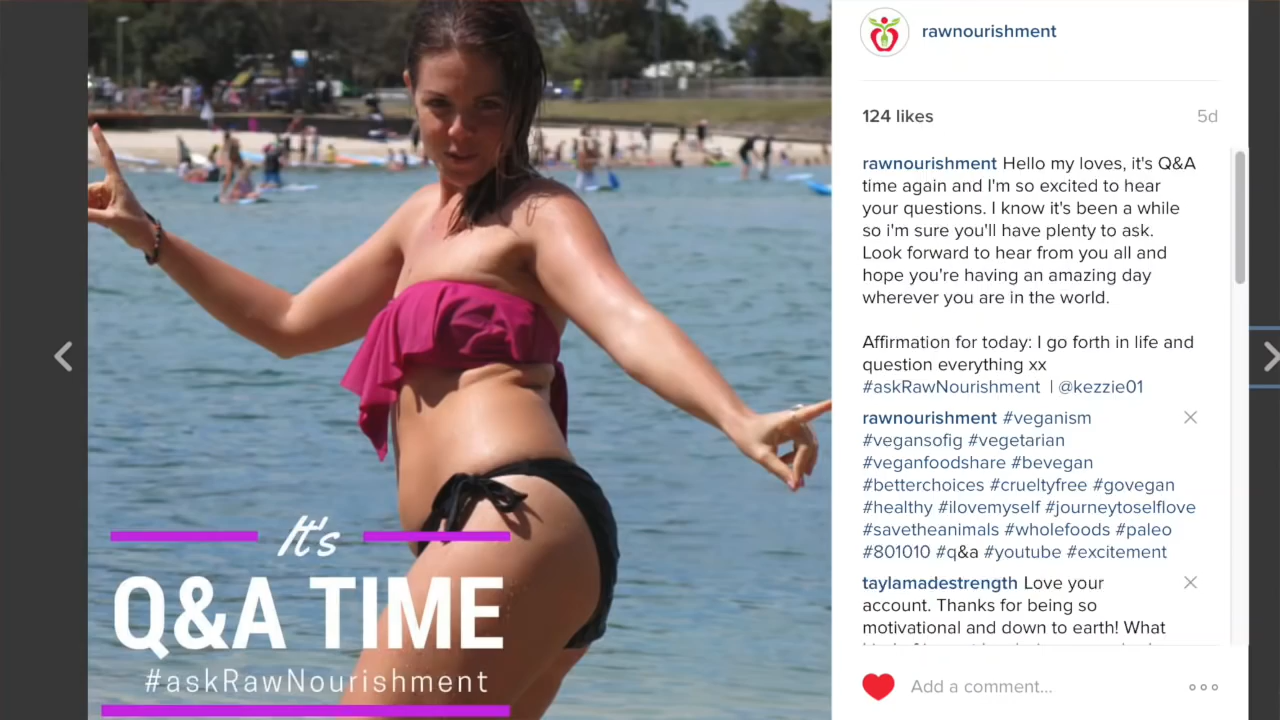 It's
Q&A TIME
#askRawNourishment
rawnourishment
124 likes 5d
rawnourishment Hello my loves, it's Q&A
time again and I'm so excited to hear
your questions. I know it's been a while
so i'm sure you'll have plenty to ask.
Look forward to hear from you all and
hope you're having an amazing day
wherever you are in the world.
Affirmation for today: I go forth in life and
question everything xx
#askRawNourishment | @kezzie01
rawnourishment #veganism
#vegansofig #vegetarian
#veganfoodshare #bevegan
#betterchoices #crueltyfree #govegan
#healthy #ilovemyself #journeytoselflove
#savetheanimals #wholefoods #paleo
#801010 #q&a #youtube #excitement
taylamadestrength Love your
account. Thanks for being so
motivational and down to earth! What
Add a comment...